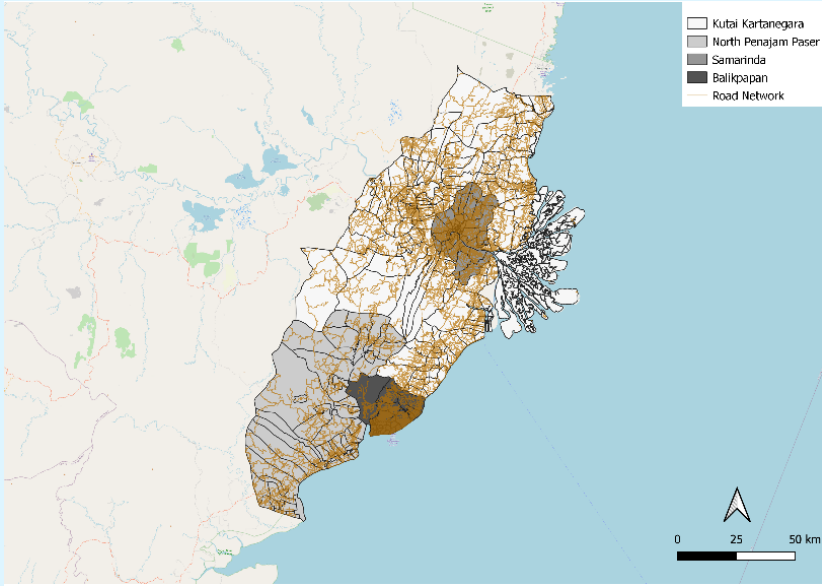 Kutai Kartanegara
North Penajam Paser
Samarinda
Balikpapan
Road Network
0 25 50 km